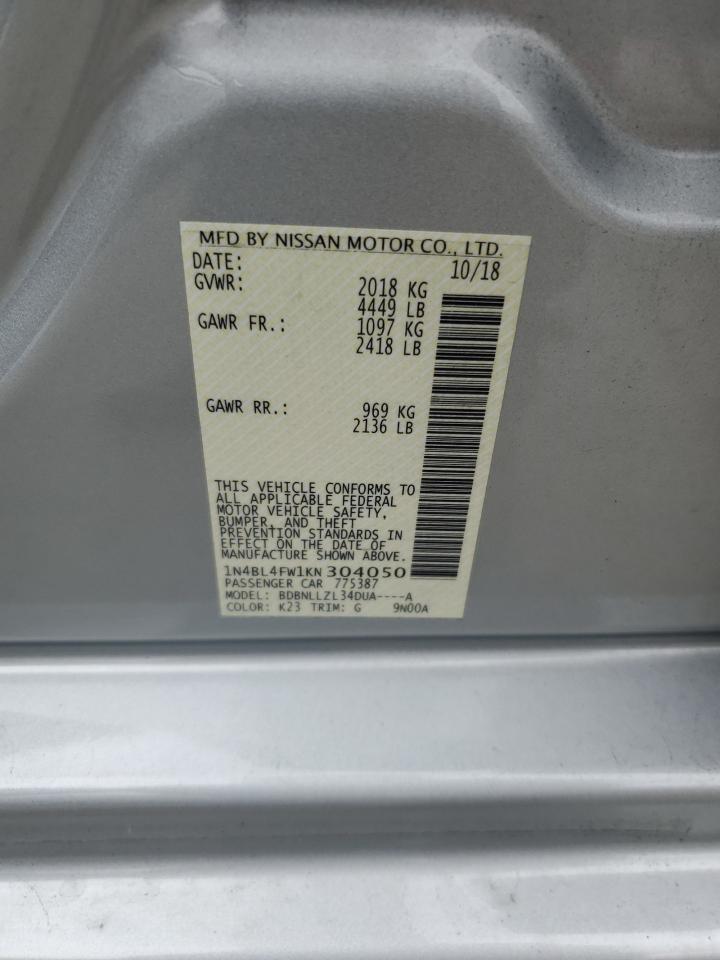 MFD BY NISSAN MOTOR CO., LTD.
DATE: 10/18
GVWR: 2018 KG
4449 LB
GAWR FR.: 1097 KG
2418 LB
GAWR RR.: 969 KG
2136 LB
THIS VEHICLE CONFORMS TO
ALL APPLICABLE FEDERAL
MOTOR VEHICLE SAFETY,
BUMPER, AND THEFT
PREVENTION STANDARDS IN
EFFECT ON THE DATE OF
MANUFACTURE SHOWN ABOVE.
1N4BL4FW1KN304050
PASSENGER CAR 775387
MODEL: BDBNLLZL34DUA----A
COLOR: K23 TRIM: G 9N00A